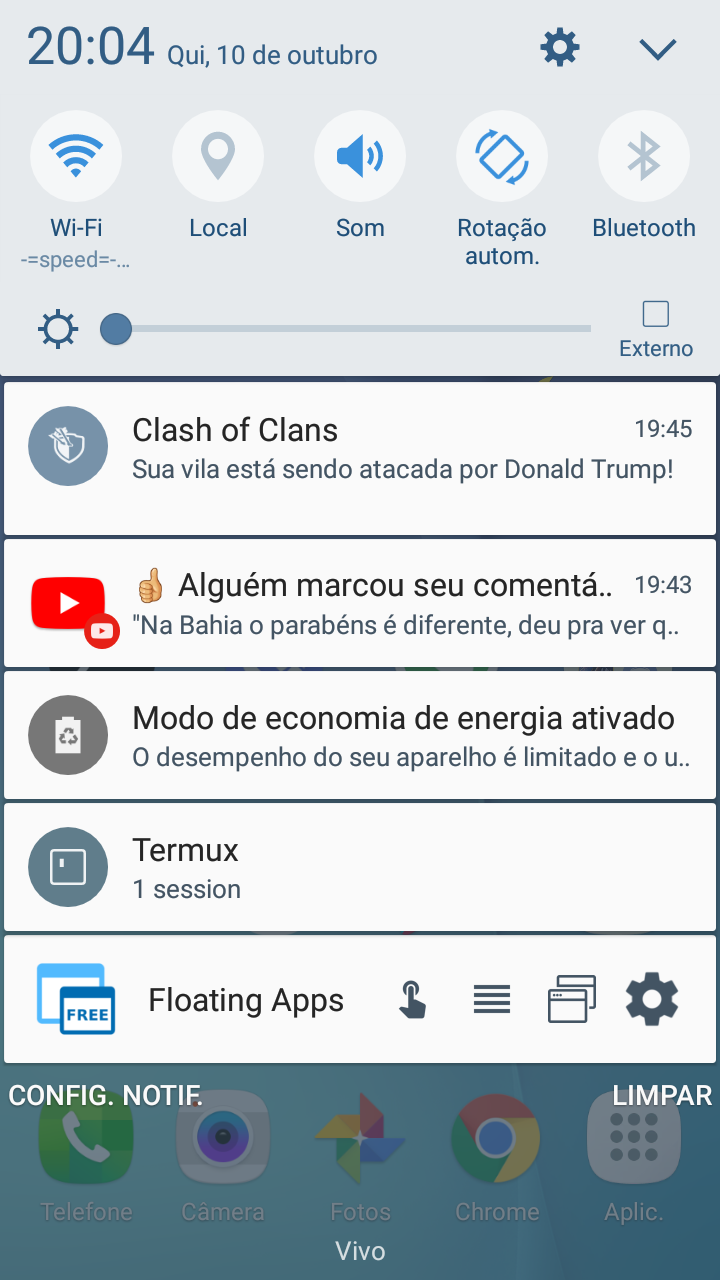 20:04 Qui, 10 de outubro
Wi-Fi
-=speed=-...
Local
Som
Rotação
autom.
Bluetooth
Externo
Clash of Clans 19:45
Sua vila está sendo atacada por Donald Trump!
👍 Alguém marcou seu comentá.. 19:43
"Na Bahia o parabéns é diferente, deu pra ver q..
Modo de economia de energia ativado
O desempenho do seu aparelho é limitado e o u..
Termux
1 session
FREE
Floating Apps
CONFIG. NOTIF. LIMPAR
Telefone Câmera Fotos Chrome Aplic.
Vivo